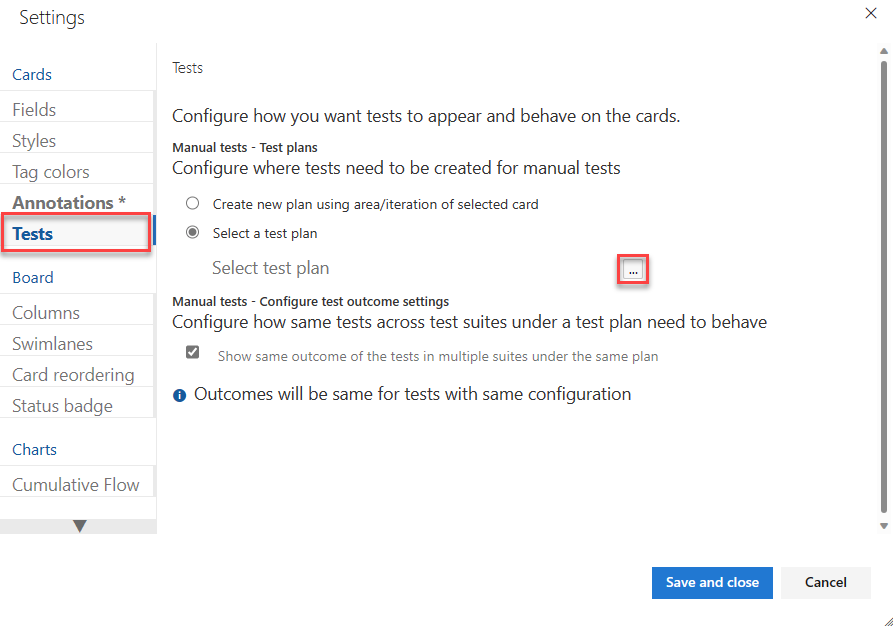 Settings
Cards
Fields
Styles
Tag colors
Annotations *
Tests
Board
Columns
Swimlanes
Card reordering
Status badge
Charts
Cumulative Flow
Tests
Configure how you want tests to appear and behave on the cards.
Manual tests - Test plans
Configure where tests need to be created for manual tests
Create new plan using area/iteration of selected card
Select a test plan
Select test plan
...
Manual tests - Configure test outcome settings
Configure how same tests across test suites under a test plan need to behave
Show same outcome of the tests in multiple suites under the same plan
Outcomes will be same for tests with same configuration
Save and close
Cancel